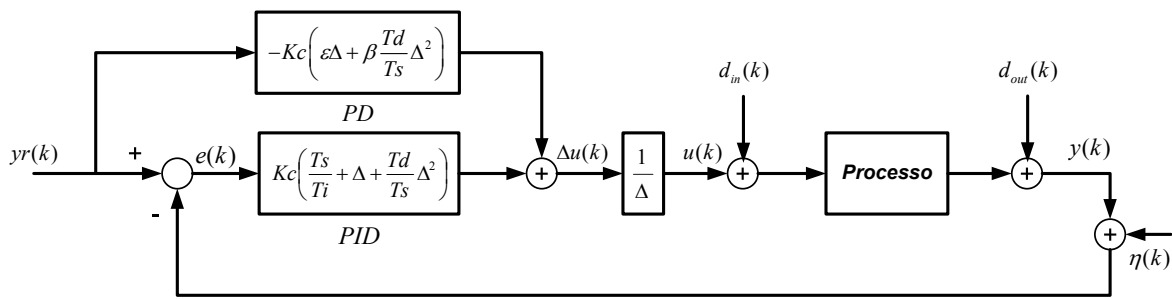 −Kc(εΔ + β Td/Ts Δ²)
PD
d_in(k)
d_out(k)
yr(k)
+
e(k)
Kc(Ts/Ti + Δ + Td/Ts Δ²)
PID
+
Δu(k)
1/Δ
u(k)
+
Processo
+
y(k)
-
+
η(k)